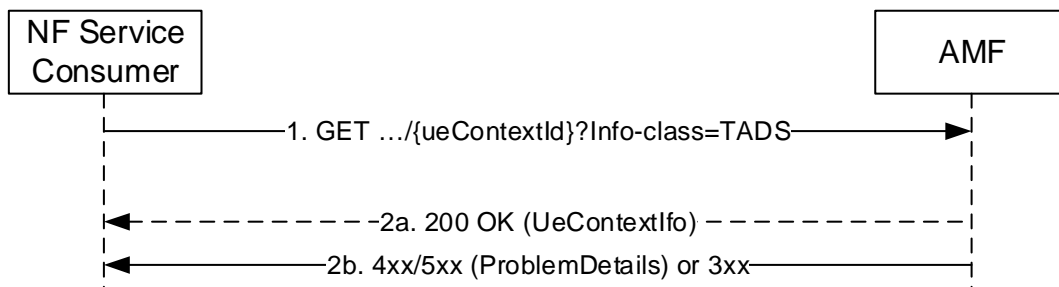 NF Service
Consumer
AMF
1. GET …/{ueContextId}?Info-class=TADS
2a. 200 OK (UeContextIfo)
2b. 4xx/5xx (ProblemDetails) or 3xx